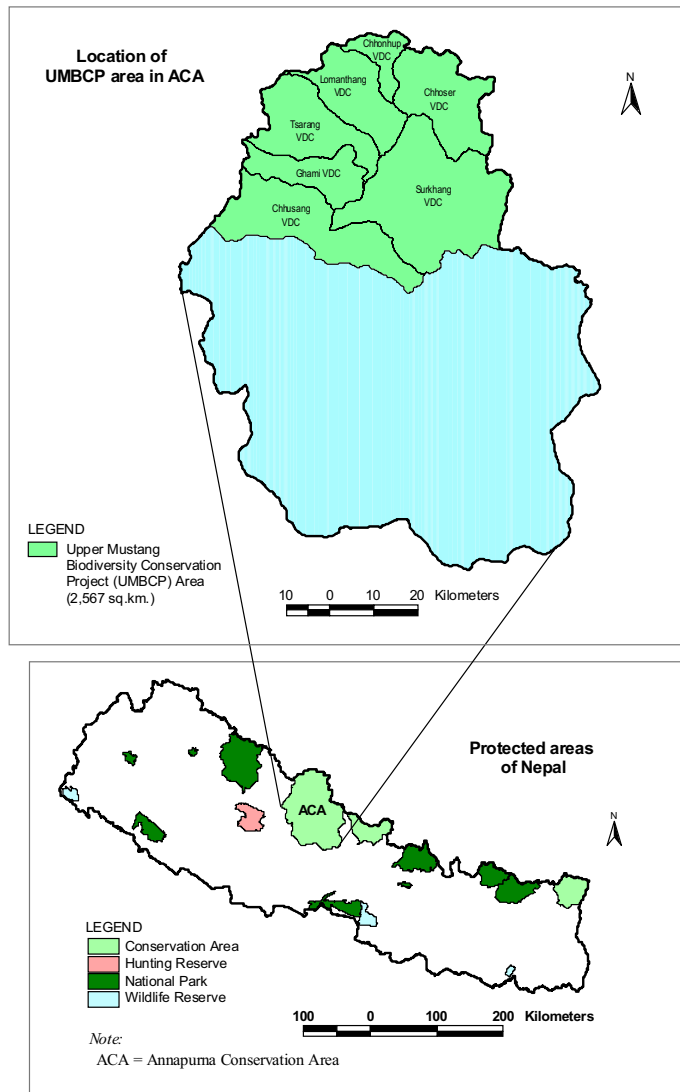 Location of
UMBCP area in ACA
N
Chhonhup
VDC
Lomanthang
VDC
Chhoser
VDC
Tsarang
VDC
Ghami VDC
Surkhang
VDC
Chhusang
VDC
LEGEND
Upper Mustang
Biodiversity Conservation
Project (UMBCP) Area
(2,567 sq.km.)
10 0 10 20 Kilometers
Protected areas
of Nepal
ACA
N
LEGEND
Conservation Area
Hunting Reserve
National Park
Wildlife Reserve
100 0 100 200 Kilometers
Note:
ACA = Annapurna Conservation Area